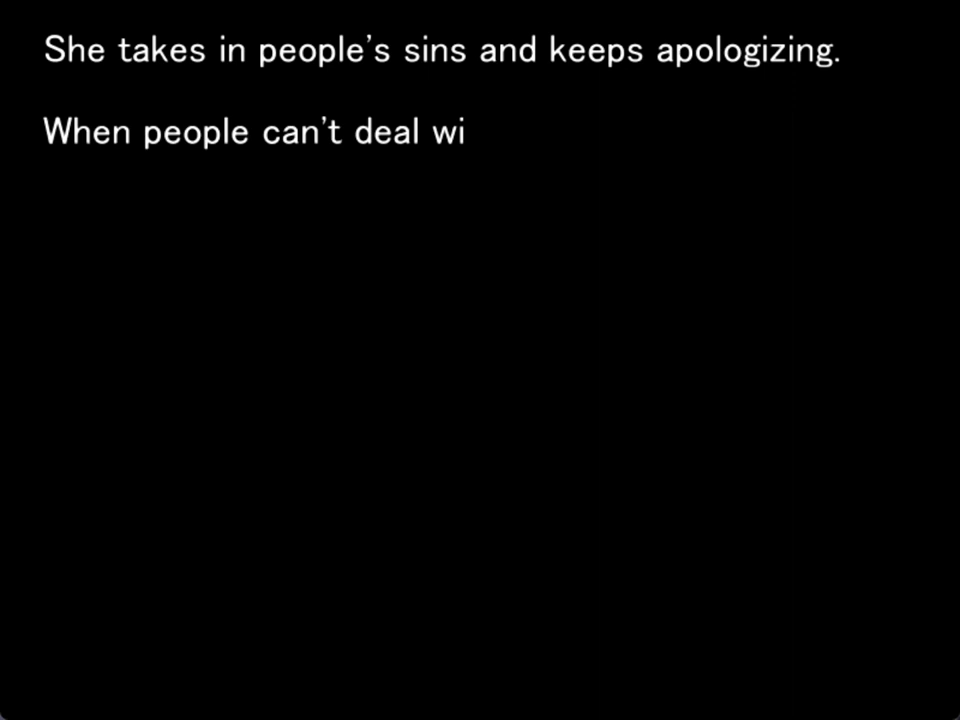 She takes in people's sins and keeps apologizing.
When people can't deal wi